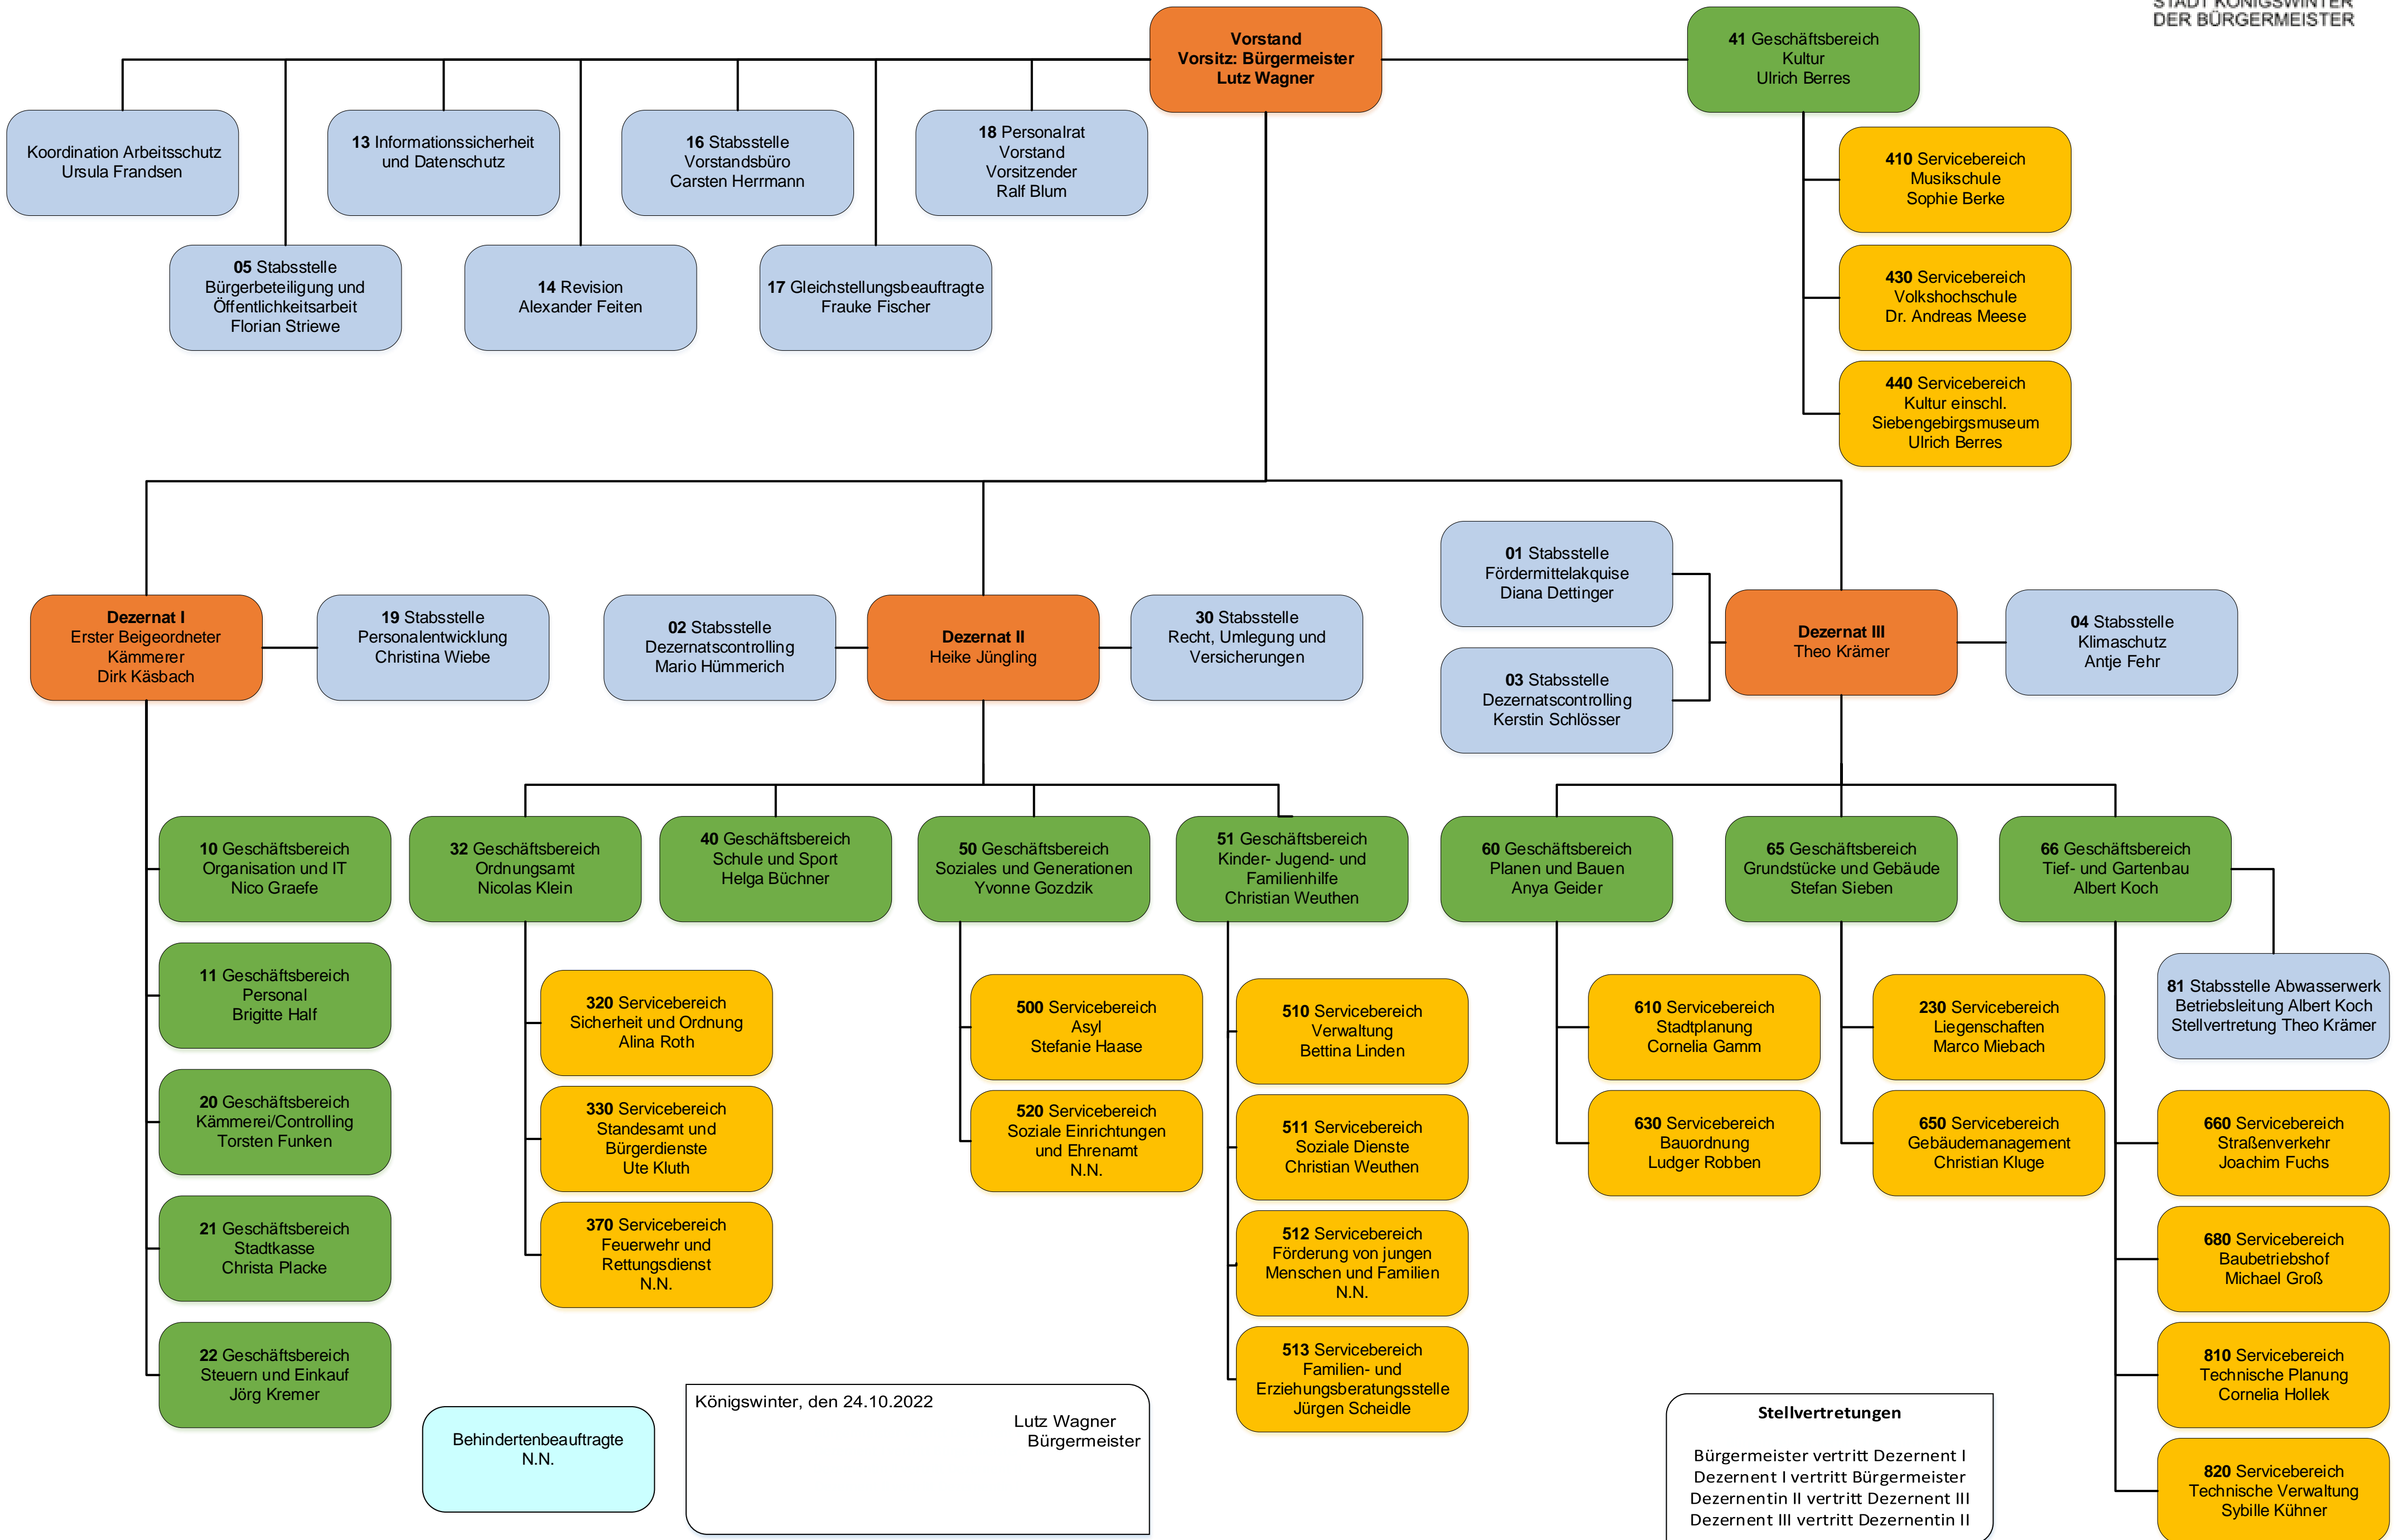 STADT KÖNIGSWINTER
DER BÜRGERMEISTER
Vorstand
Vorsitz: Bürgermeister
Lutz Wagner
41 Geschäftsbereich
Kultur
Ulrich Berres
Koordination Arbeitsschutz
Ursula Frandsen
13 Informationssicherheit
und Datenschutz
16 Stabsstelle
Vorstandsbüro
Carsten Herrmann
18 Personalrat
Vorstand
Vorsitzender
Ralf Blum
410 Servicebereich
Musikschule
Sophie Berke
05 Stabsstelle
Bürgerbeteiligung und
Öffentlichkeitsarbeit
Florian Striewe
14 Revision
Alexander Feiten
17 Gleichstellungsbeauftragte
Frauke Fischer
430 Servicebereich
Volkshochschule
Dr. Andreas Meese
440 Servicebereich
Kultur einschl.
Siebengebirgsmuseum
Ulrich Berres
Dezernat I
Erster Beigeordneter
Kämmerer
Dirk Käsbach
19 Stabsstelle
Personalentwicklung
Christina Wiebe
02 Stabsstelle
Dezernatscontrolling
Mario Hümmerich
Dezernat II
Heike Jüngling
30 Stabsstelle
Recht, Umlegung und
Versicherungen
01 Stabsstelle
Fördermittelakquise
Diana Dettinger
03 Stabsstelle
Dezernatscontrolling
Kerstin Schlösser
Dezernat III
Theo Krämer
04 Stabsstelle
Klimaschutz
Antje Fehr
10 Geschäftsbereich
Organisation und IT
Nico Graefe
11 Geschäftsbereich
Personal
Brigitte Half
20 Geschäftsbereich
Kämmerei/Controlling
Torsten Funken
21 Geschäftsbereich
Stadtkasse
Christa Placke
22 Geschäftsbereich
Steuern und Einkauf
Jörg Kremer
32 Geschäftsbereich
Ordnungsamt
Nicolas Klein
320 Servicebereich
Sicherheit und Ordnung
Alina Roth
330 Servicebereich
Standesamt und
Bürgerdienste
Ute Kluth
370 Servicebereich
Feuerwehr und
Rettungsdienst
N.N.
40 Geschäftsbereich
Schule und Sport
Helga Büchner
50 Geschäftsbereich
Soziales und Generationen
Yvonne Gozdzik
500 Servicebereich
Asyl
Stefanie Haase
520 Servicebereich
Soziale Einrichtungen
und Ehrenamt
N.N.
51 Geschäftsbereich
Kinder- Jugend- und
Familienhilfe
Christian Weuthen
510 Servicebereich
Verwaltung
Bettina Linden
511 Servicebereich
Soziale Dienste
Christian Weuthen
512 Servicebereich
Förderung von jungen
Menschen und Familien
N.N.
513 Servicebereich
Familien- und
Erziehungsberatungsstelle
Jürgen Scheidle
60 Geschäftsbereich
Planen und Bauen
Anya Geider
610 Servicebereich
Stadtplanung
Cornelia Gamm
630 Servicebereich
Bauordnung
Ludger Robben
65 Geschäftsbereich
Grundstücke und Gebäude
Stefan Sieben
230 Servicebereich
Liegenschaften
Marco Miebach
650 Servicebereich
Gebäudemanagement
Christian Kluge
66 Geschäftsbereich
Tief- und Gartenbau
Albert Koch
81 Stabsstelle Abwasserwerk
Betriebsleitung Albert Koch
Stellvertretung Theo Krämer
660 Servicebereich
Straßenverkehr
Joachim Fuchs
680 Servicebereich
Baubetriebshof
Michael Groß
810 Servicebereich
Technische Planung
Cornelia Hollek
820 Servicebereich
Technische Verwaltung
Sybille Kühner
Behindertenbeauftragte
N.N.
Königswinter, den 24.10.2022
Lutz Wagner
Bürgermeister
Stellvertretungen
Bürgermeister vertritt Dezernent I
Dezernent I vertritt Bürgermeister
Dezernentin II vertritt Dezernent III
Dezernent III vertritt Dezernentin II